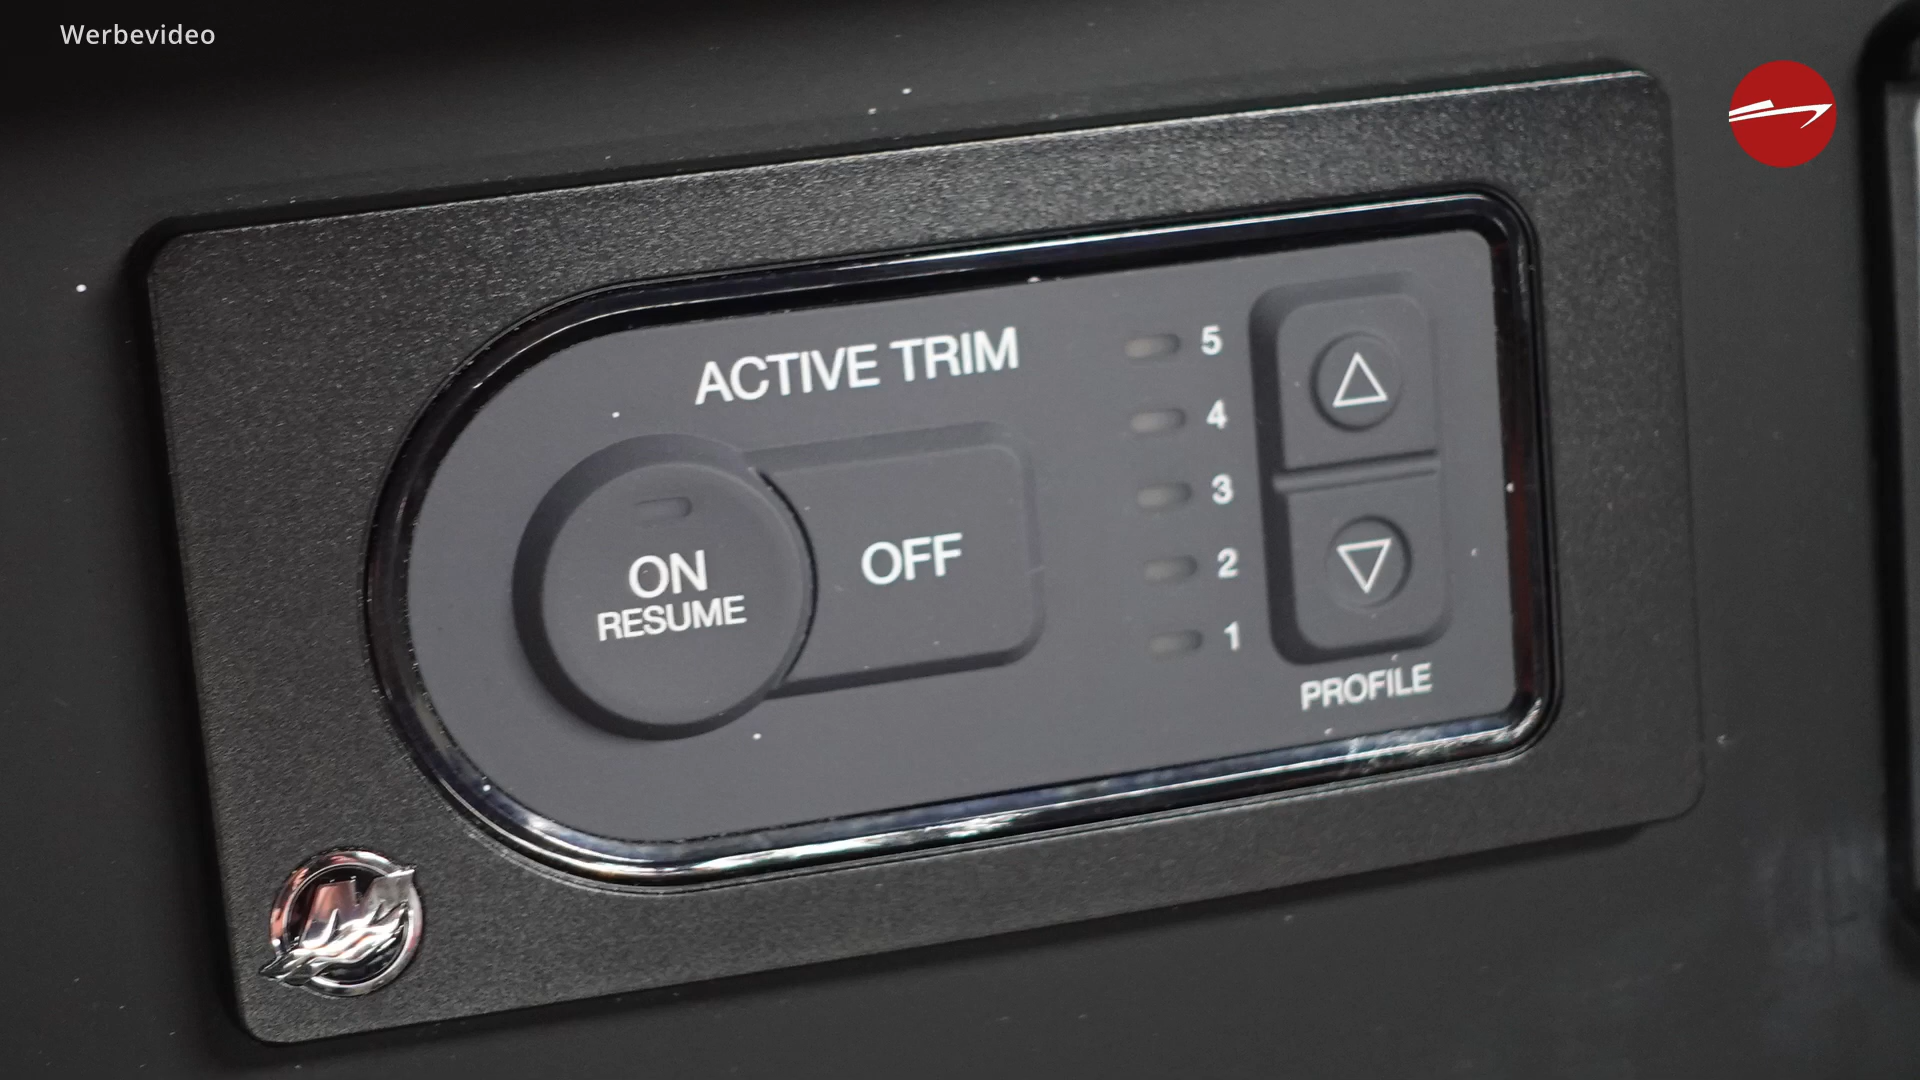 Werbevideo
ACTIVE TRIM
ON
RESUME
OFF
5
4
3
2
1
PROFILE